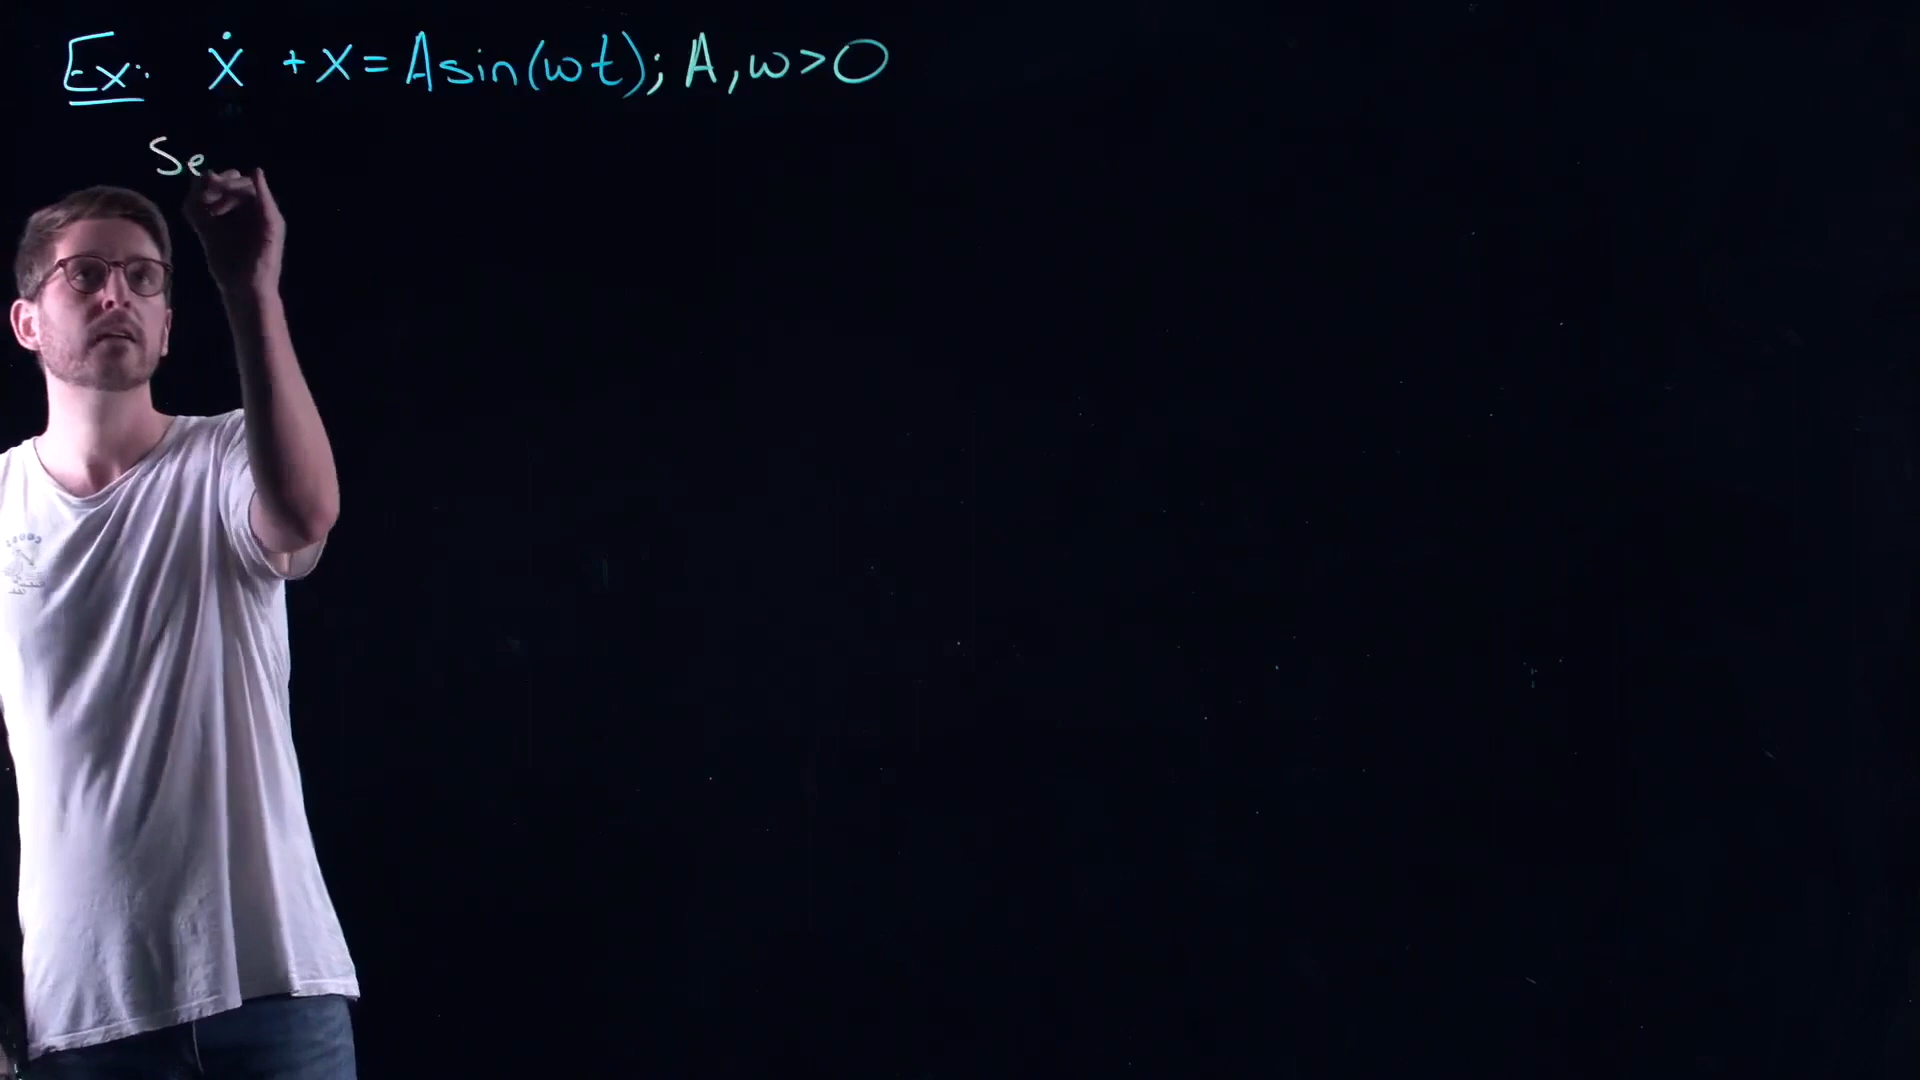 Ex: ẋ + x = A sin(ωt); A, ω > 0
Se